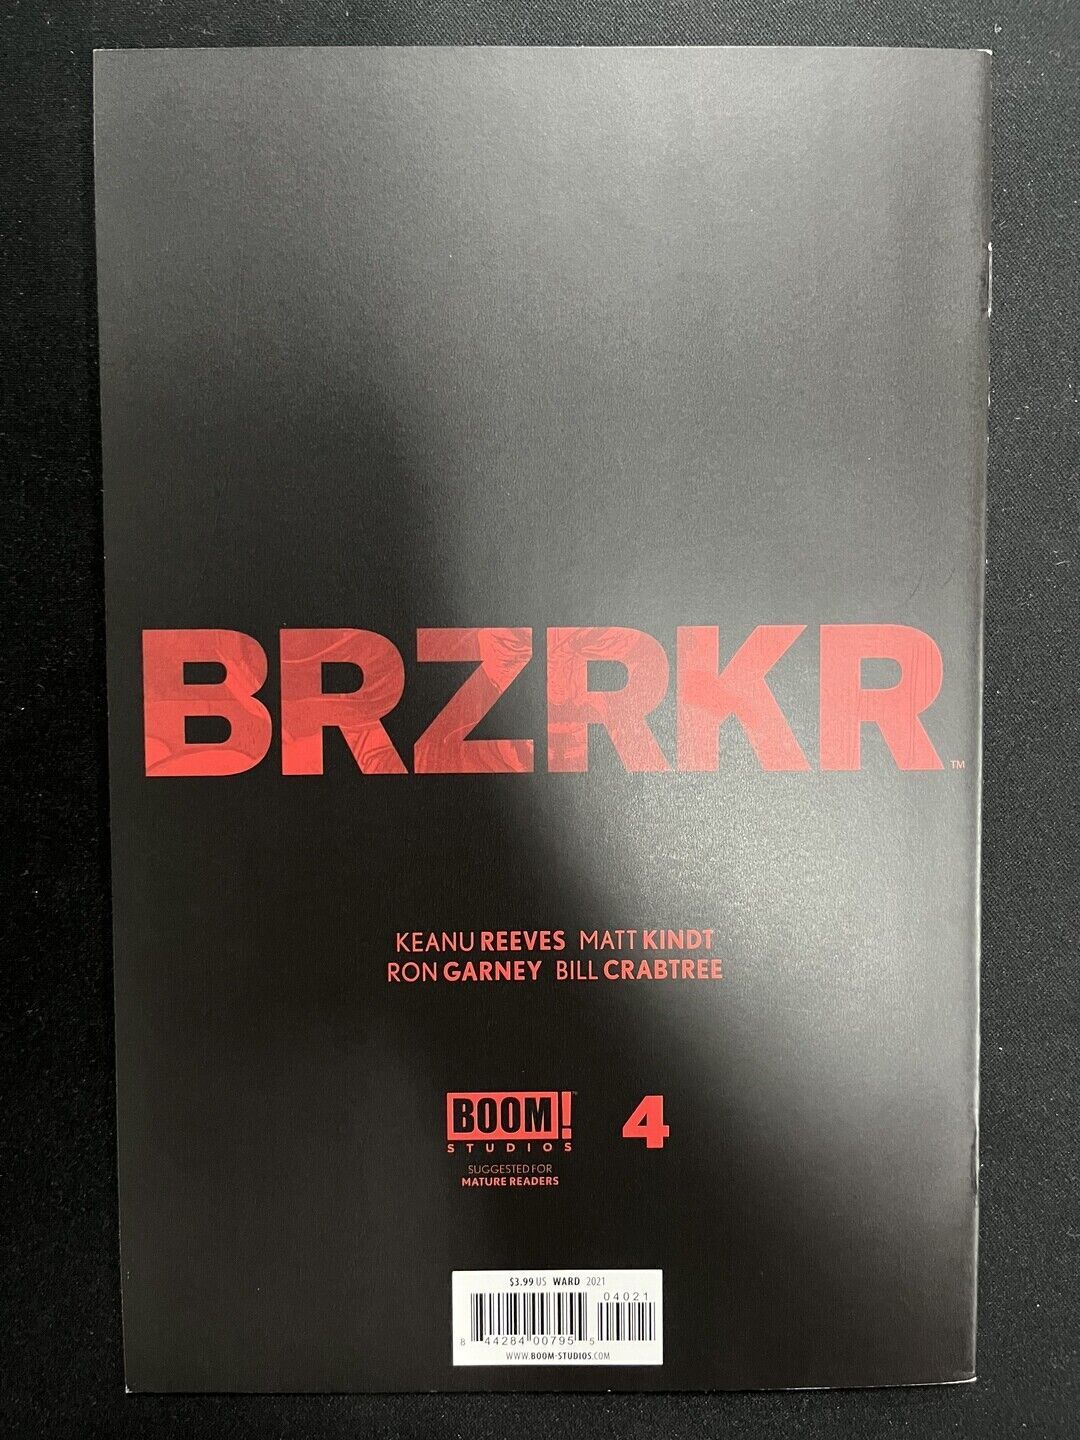 BRZRKR™
KEANU REEVES MATT KINDT
RON GARNEY BILL CRABTREE
BOOM!™ 4
STUDIOS
SUGGESTED FOR
MATURE READERS
$3.99 US WARD 2021
04021
8 44284 00795 5
WWW.BOOM-STUDIOS.COM